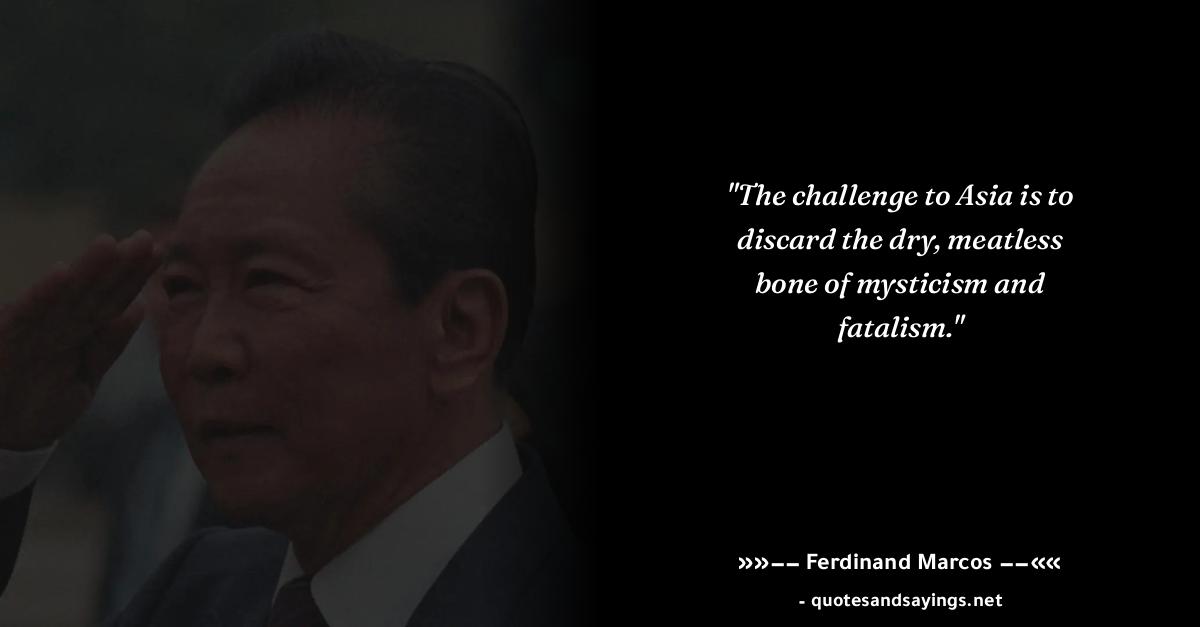 "The challenge to Asia is to
discard the dry, meatless
bone of mysticism and
fatalism."
»»−− Ferdinand Marcos −−««
- quotesandsayings.net